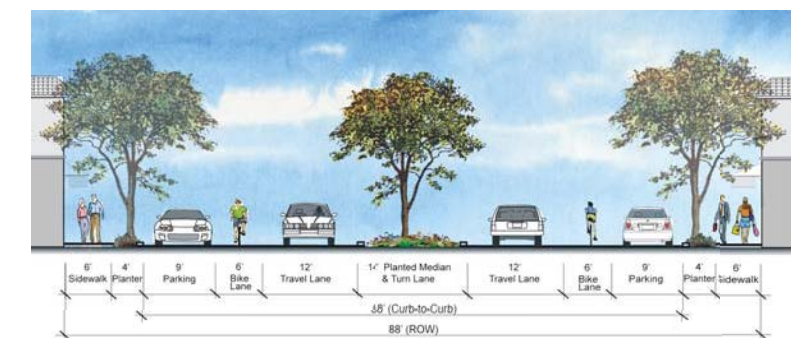 6' 4' 9' 6' 12' 14' Planted Median 12' 6' 9' 4' 6'
Sidewalk Planter Parking Bike Travel Lane & Turn Lane Travel Lane Bike Parking Planter Sidewalk
Lane Lane
68' (Curb-to-Curb)
88' (ROW)